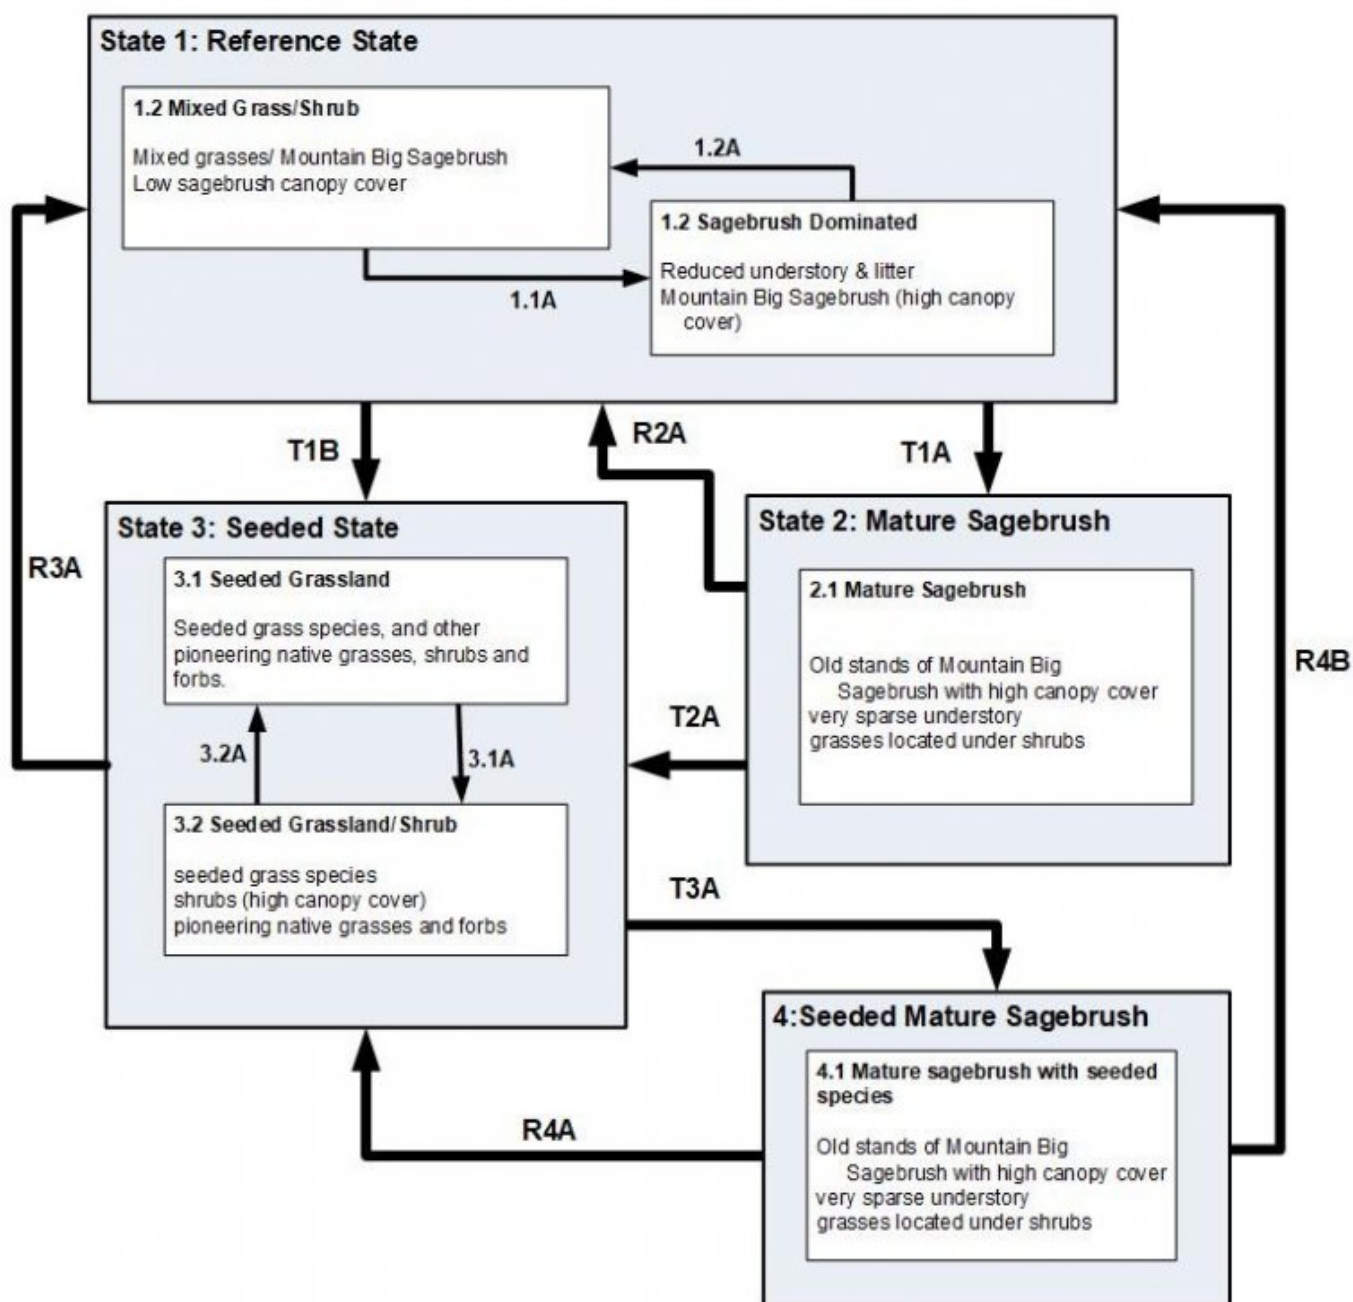 State 1: Reference State
1.2 Mixed Grass/Shrub
Mixed grasses/ Mountain Big Sagebrush
Low sagebrush canopy cover
1.2A
1.2 Sagebrush Dominated
Reduced understory & litter
Mountain Big Sagebrush (high canopy
cover)
1.1A
T1B
R2A
T1A
R3A
State 3: Seeded State
3.1 Seeded Grassland
Seeded grass species, and other
pioneering native grasses, shrubs and
forbs.
3.2A
3.1A
3.2 Seeded Grassland/Shrub
seeded grass species
shrubs (high canopy cover)
pioneering native grasses and forbs
State 2: Mature Sagebrush
2.1 Mature Sagebrush
Old stands of Mountain Big
Sagebrush with high canopy cover
very sparse understory
grasses located under shrubs
R4B
T2A
T3A
4:Seeded Mature Sagebrush
4.1 Mature sagebrush with seeded
species
Old stands of Mountain Big
Sagebrush with high canopy cover
very sparse understory
grasses located under shrubs
R4A